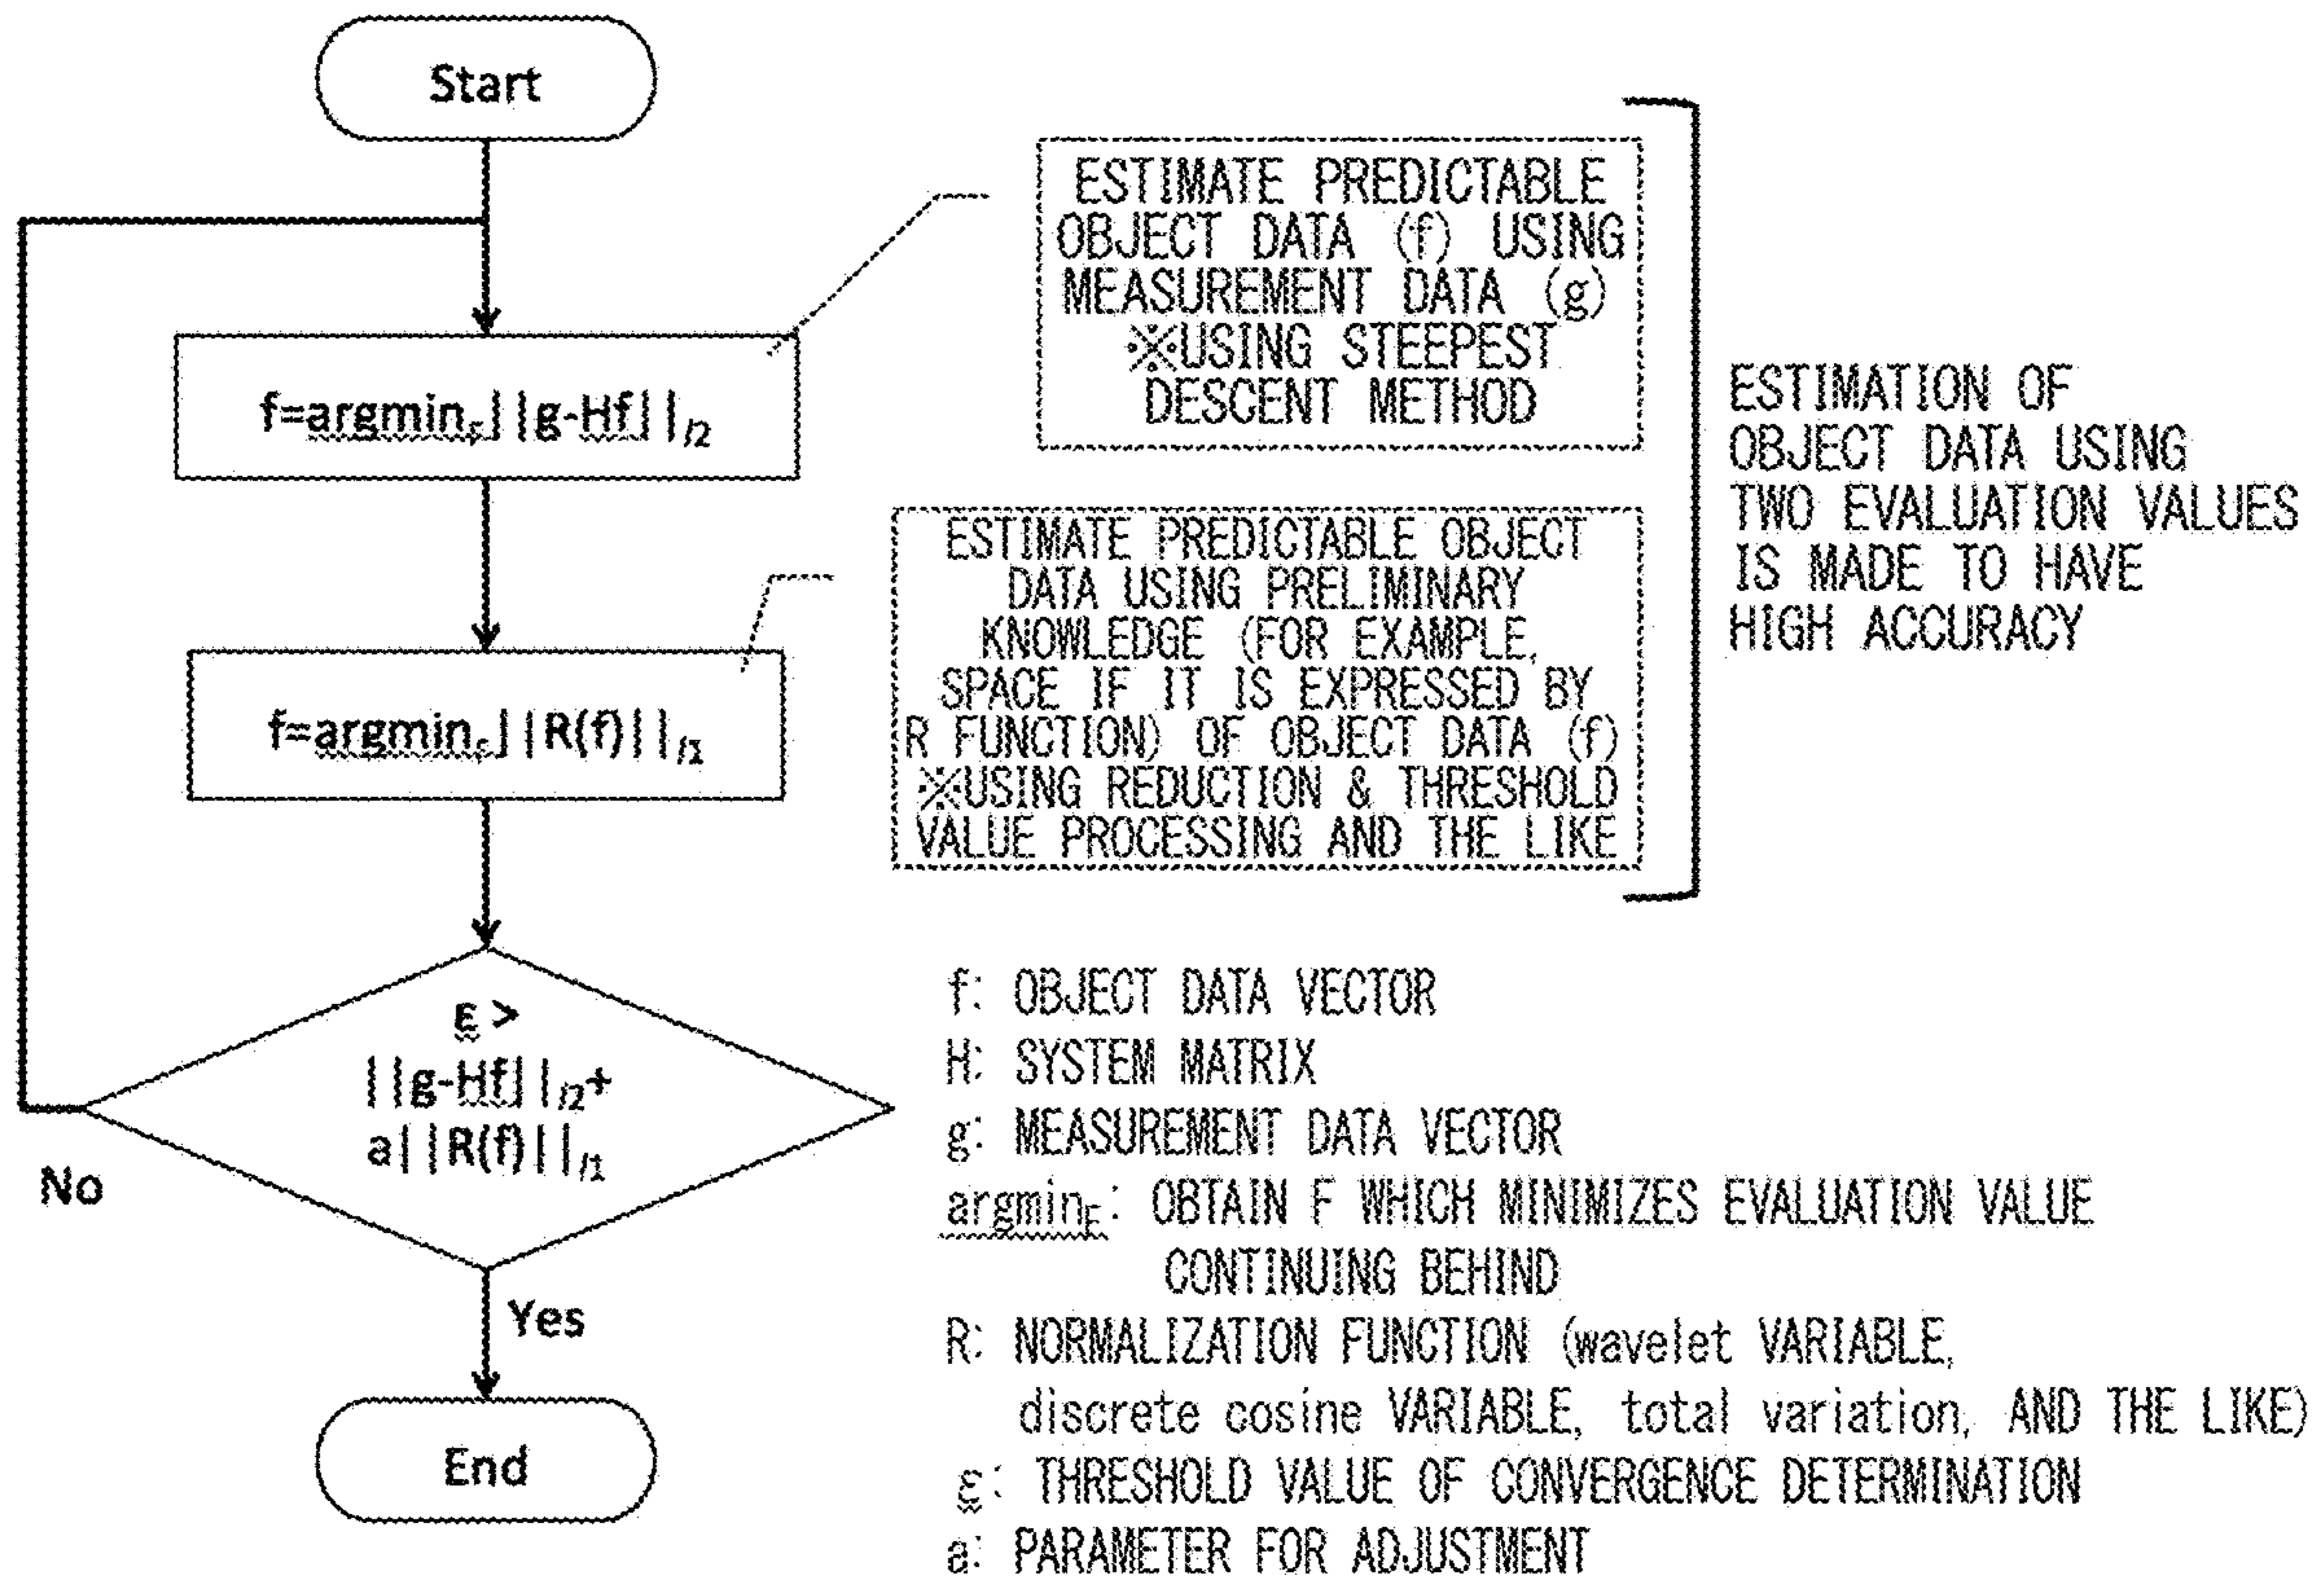 Start
f=argminF||g-Hf||l2
f=argminF||R(f)||l1
ε >
||g-Hf||l2+
a||R(f)||l1
No
Yes
End
ESTIMATE PREDICTABLE
OBJECT DATA (f) USING
MEASUREMENT DATA (g)
※USING STEEPEST
DESCENT METHOD
ESTIMATE PREDICTABLE OBJECT
DATA USING PRELIMINARY
KNOWLEDGE (FOR EXAMPLE,
SPACE IF IT IS EXPRESSED BY
R FUNCTION) OF OBJECT DATA (f)
※USING REDUCTION & THRESHOLD
VALUE PROCESSING AND THE LIKE
ESTIMATION OF
OBJECT DATA USING
TWO EVALUATION VALUES
IS MADE TO HAVE
HIGH ACCURACY
f: OBJECT DATA VECTOR
H: SYSTEM MATRIX
g: MEASUREMENT DATA VECTOR
argminF: OBTAIN F WHICH MINIMIZES EVALUATION VALUE
CONTINUING BEHIND
R: NORMALIZATION FUNCTION (wavelet VARIABLE,
discrete cosine VARIABLE, total variation, AND THE LIKE)
ε: THRESHOLD VALUE OF CONVERGENCE DETERMINATION
a: PARAMETER FOR ADJUSTMENT